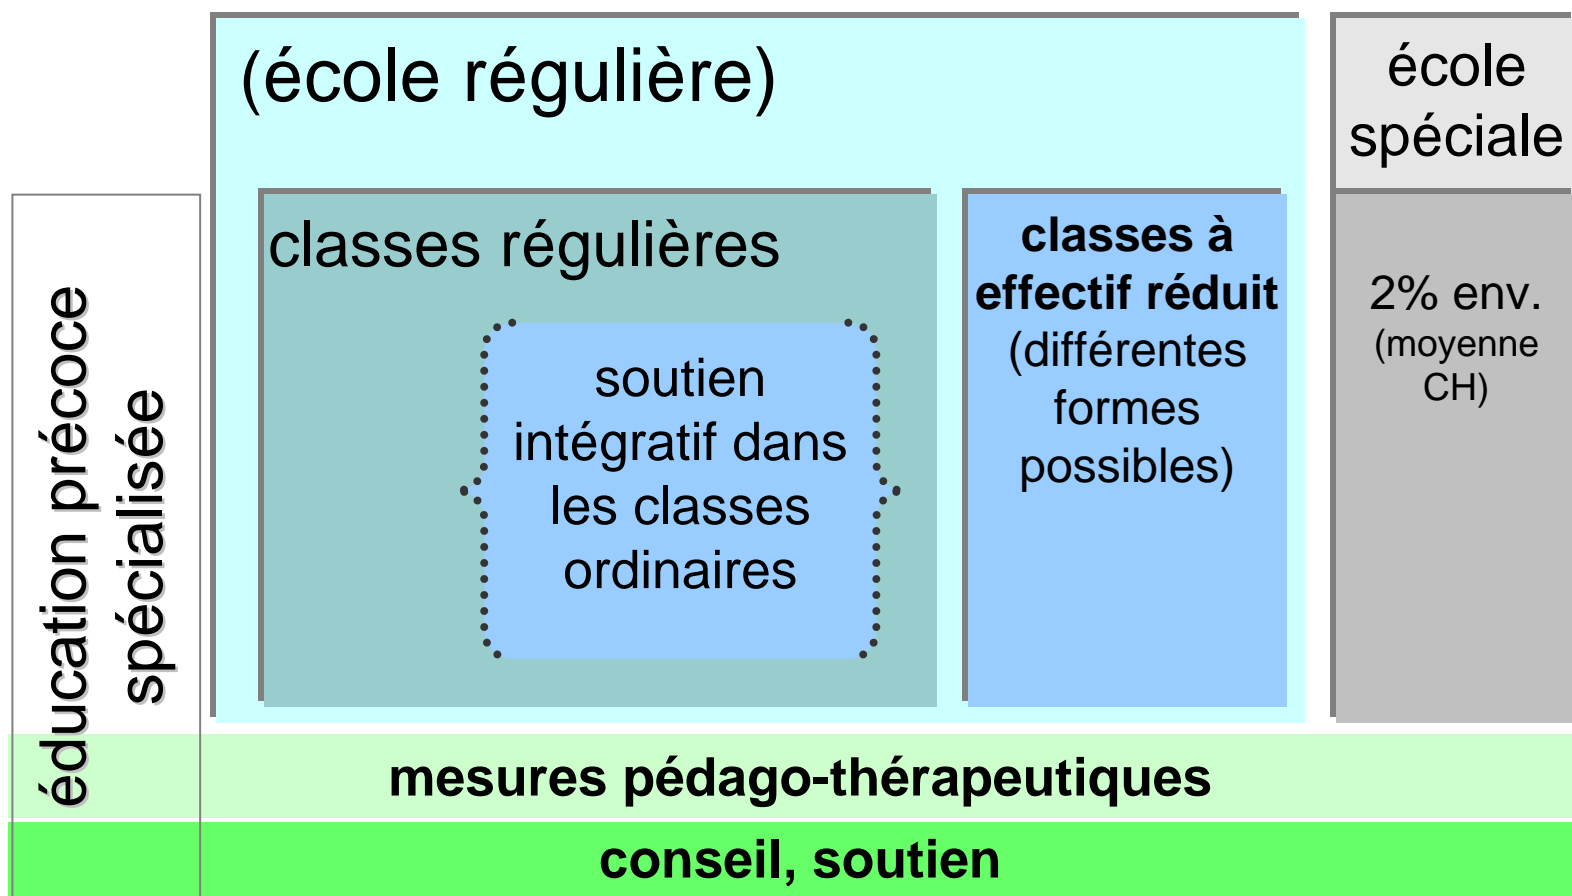 (école régulière)
école
spéciale
éducation précoce
spécialisée
classes régulières
soutien
intégratif dans
les classes
ordinaires
classes à
effectif réduit
(différentes
formes
possibles)
2% env.
(moyenne
CH)
mesures pédago-thérapeutiques
conseil, soutien